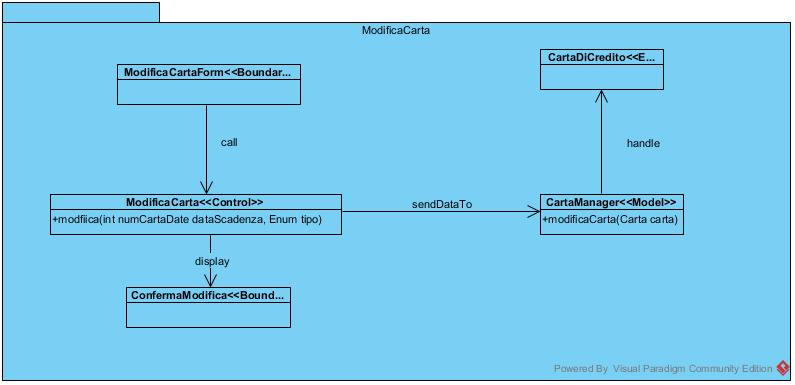 ModificaCarta
ModificaCartaForm<<Boundar...
CartaDiCredito<<E...
call
handle
ModificaCarta<<Control>>
+modfiica(int numCartaDate dataScadenza, Enum tipo)
sendDataTo
CartaManager<<Model>>
+modificaCarta(Carta carta)
display
ConfermaModifica<<Bound...
Powered By Visual Paradigm Community Edition